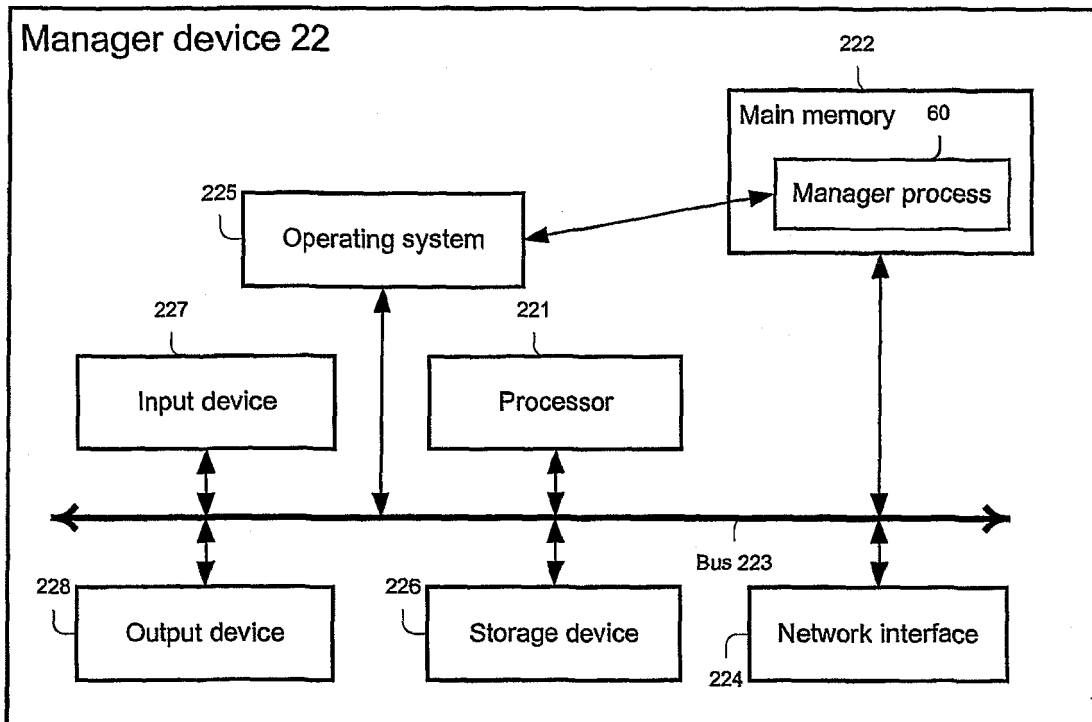 Manager device 22
222
Main memory 60
Manager process
225
Operating system
227
221
Input device
Processor
Bus 223
228
226
Output device
Storage device
Network interface
224